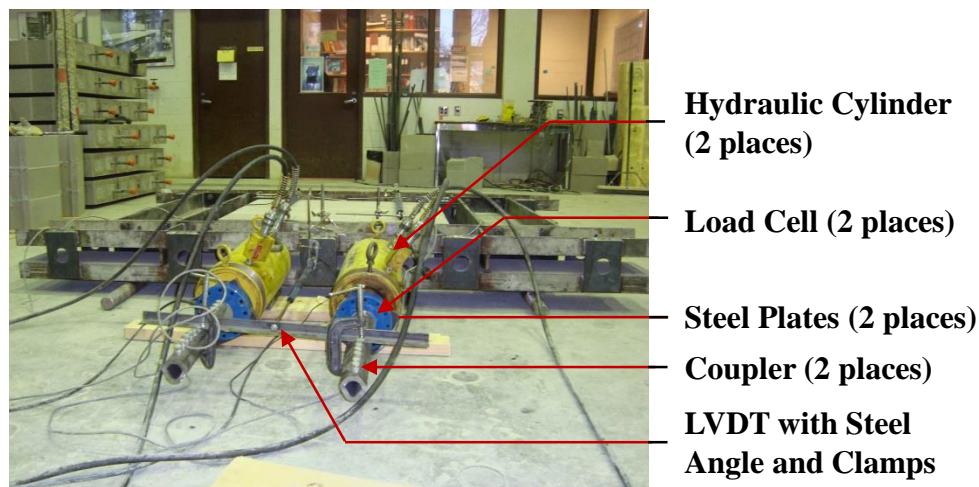 Hydraulic Cylinder
(2 places)
Load Cell (2 places)
Steel Plates (2 places)
Coupler (2 places)
LVDT with Steel
Angle and Clamps